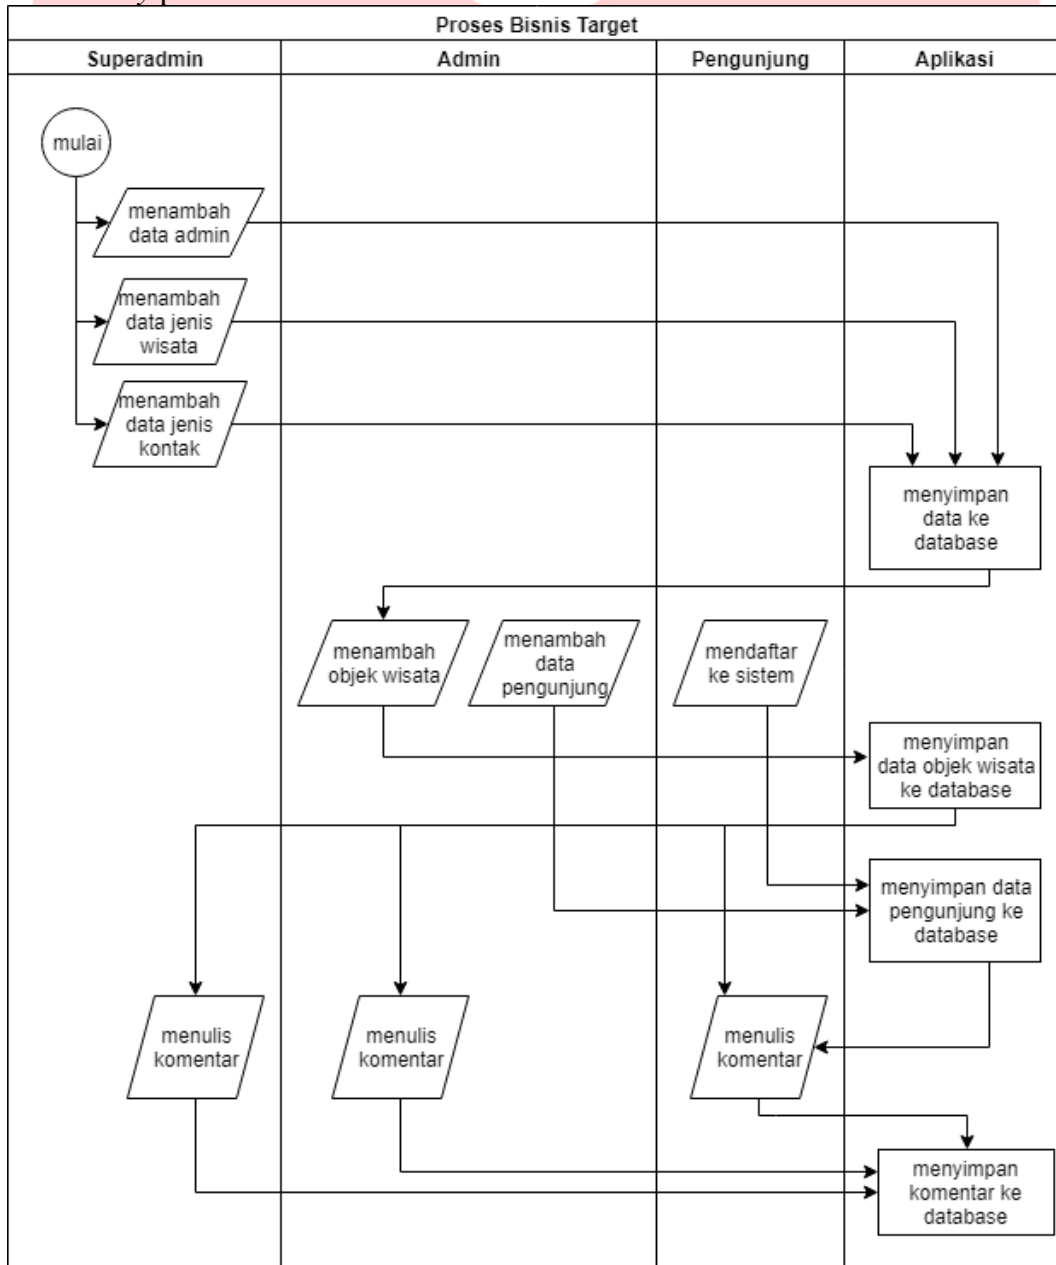 Proses Bisnis Target
Superadmin
Admin
Pengunjung
Aplikasi
mulai
menambah
data admin
menambah
data jenis
wisata
menambah
data jenis
kontak
menyimpan
data ke
database
menambah
objek wisata
menambah
data
pengunjung
mendaftar
ke sistem
menyimpan
data objek wisata
ke database
menyimpan data
pengunjung ke
database
menulis
komentar
menulis
komentar
menulis
komentar
menyimpan
komentar ke
database